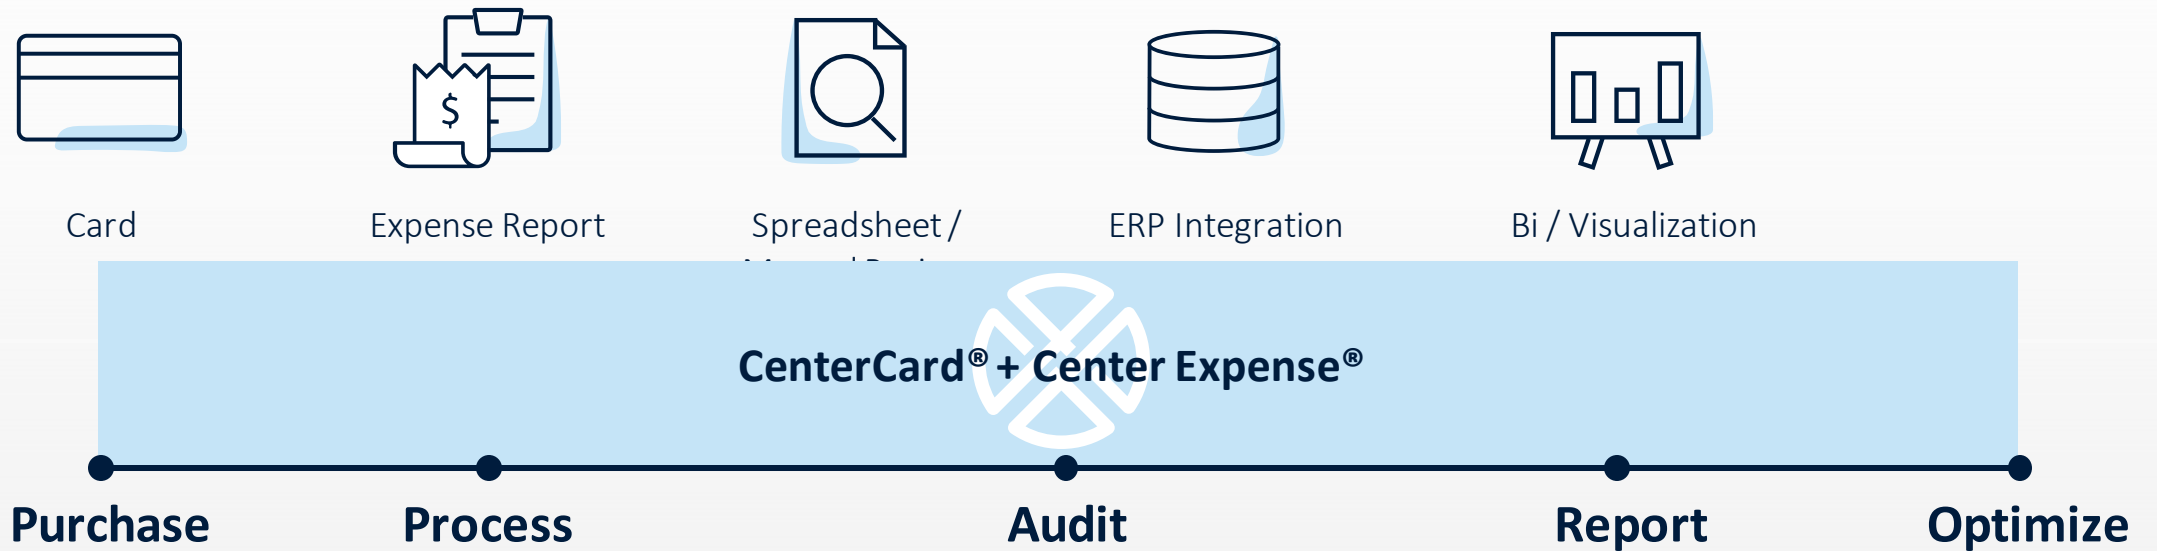 $
Card
Expense Report
Spreadsheet /
ERP Integration
Bi / Visualization
CenterCard® + Center Expense®
Purchase
Process
Audit
Report
Optimize